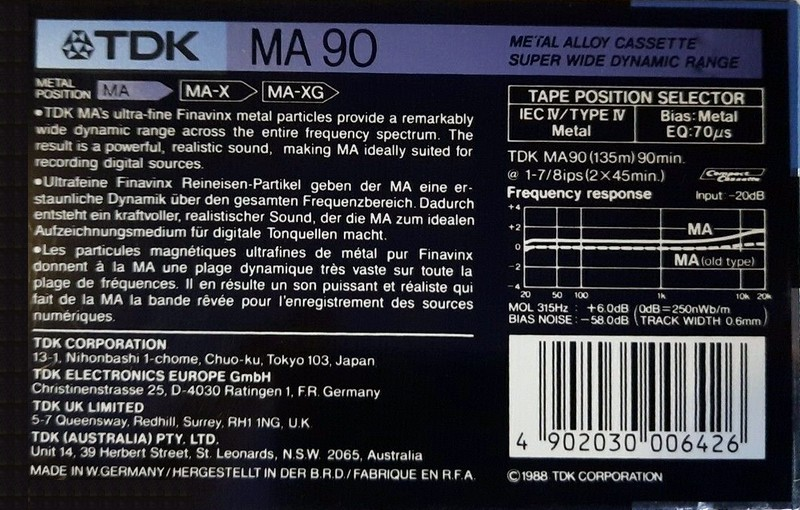 TDK MA 90
METAL ALLOY CASSETTE
SUPER WIDE DYNAMIC RANGE
METAL POSITION MA MA-X MA-XG
•TDK MA's ultra-fine Finavinx metal particles provide a remarkably
wide dynamic range across the entire frequency spectrum. The
result is a powerful, realistic sound, making MA ideally suited for
recording digital sources.
•Ultrafeine Finavinx Reineisen-Partikel geben der MA eine er-
staunliche Dynamik über den gesamten Frequenzbereich. Dadurch
entsteht ein kraftvoller, realistischer Sound, der die MA zum idealen
Aufzeichnungsmedium für digitale Tonquellen macht.
•Les particules magnétiques ultrafines de métal pur Finavinx
donnent à la MA une plage dynamique très vaste sur toute la
plage de fréquences. Il en résulte un son puissant et réaliste qui
fait de la MA la bande rêvée pour l'enregistrement des sources
numériques.
TDK CORPORATION
13-1, Nihonbashi 1-chome, Chuo-ku, Tokyo 103, Japan
TDK ELECTRONICS EUROPE GmbH
Christinenstrasse 25, D-4030 Ratingen 1, F.R. Germany
TDK UK LIMITED
5-7 Queensway, Redhill, Surrey, RH1 1NG, U.K.
TDK (AUSTRALIA) PTY. LTD.
Unit 14, 39 Herbert Street, St. Leonards, N.S.W. 2065, Australia
MADE IN W.GERMANY/HERGESTELLT IN DER B.R.D./FABRIQUE EN R.F.A.
TAPE POSITION SELECTOR
IEC IV/TYPE IV Bias:Metal
Metal EQ:70µs
TDK MA90 (135m) 90min.
@ 1-7/8ips (2×45min.) Compact Cassette
Frequency response Input: -20dB
+4
+2
0
-2
-4
MA
MA (old type)
20 50 100 1k 10k 20k
MOL 315Hz : +6.0dB (0dB=250nWb/m
BIAS NOISE : -58.0dB TRACK WIDTH 0.6mm)
4 902030 006426
©1988 TDK CORPORATION